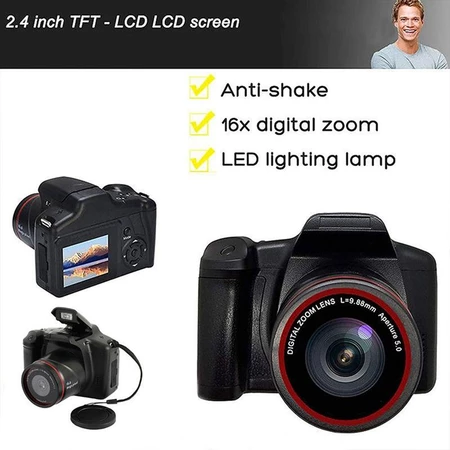 2.4 inch TFT - LCD LCD screen
Anti-shake
16x digital zoom
LED lighting lamp
DIGITAL ZOOM LENS L=9.88mm Aperture 5.0